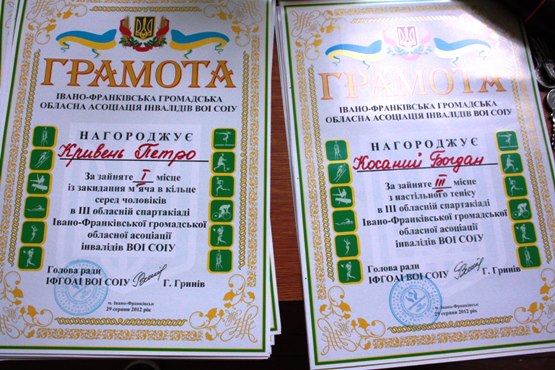 ГРАМОТА
ІВАНО-ФРАНКІВСЬКА ГРОМАДСЬКА
ОБЛАСНА АСОЦІАЦІЯ ІНВАЛІДІВ ВОІ СОІУ
НАГОРОДЖУЄ
Кривень Петро
За зайняте I місце
із закидання м'яча в кільце
серед чоловіків
в III обласній спартакіаді
Івано-Франківської громадської
обласної асоціації
інвалідів ВОІ СОІУ
Голова ради
ІФГОАІ ВОІ СОІУ Г. Гринів
м. Івано-Франківськ
29 серпня 2012 рік
ГРАМОТА
ІВАНО-ФРАНКІВСЬКА ГРОМАДСЬКА
ОБЛАСНА АСОЦІАЦІЯ ІНВАЛІДІВ ВОІ СОІУ
НАГОРОДЖУЄ
Косаний Богдан
За зайняте III місце
з настільного тенісу
в III обласній спартакіаді
Івано-Франківської громадської
обласної асоціації
інвалідів ВОІ СОІУ
Голова ради
ІФГОАІ ВОІ СОІУ Г. Гринів
м. Івано-Франківськ
29 серпня 2012 рік